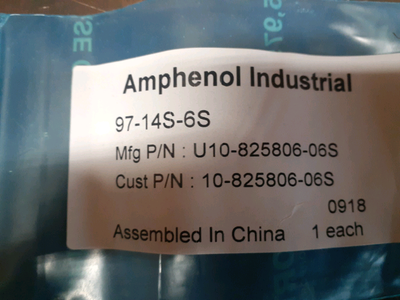 Amphenol Industrial
97-14S-6S
Mfg P/N : U10-825806-06S
Cust P/N : 10-825806-06S
0918
Assembled In China 1 each